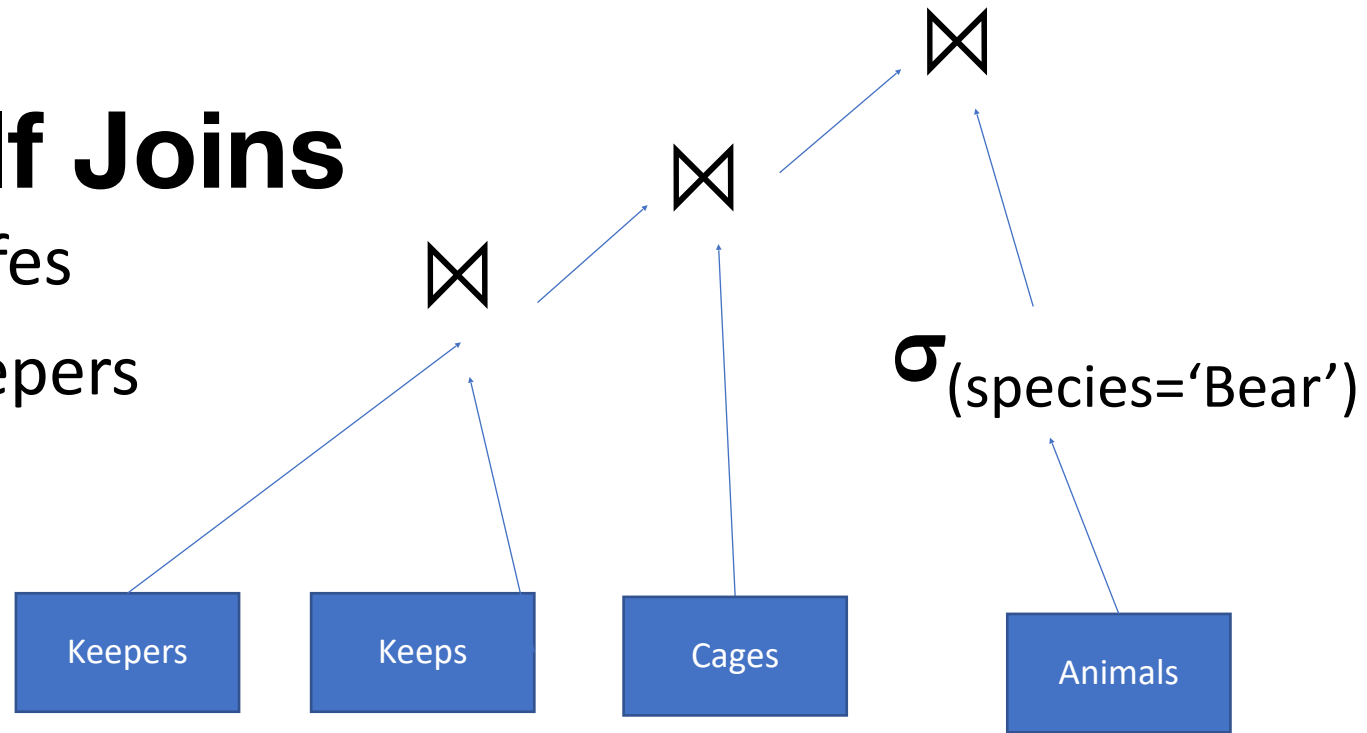 ⋈
⋈
lf Joins
fes
⋈
epers
σ(species=‘Bear’)
Keepers
Keeps
Cages
Animals